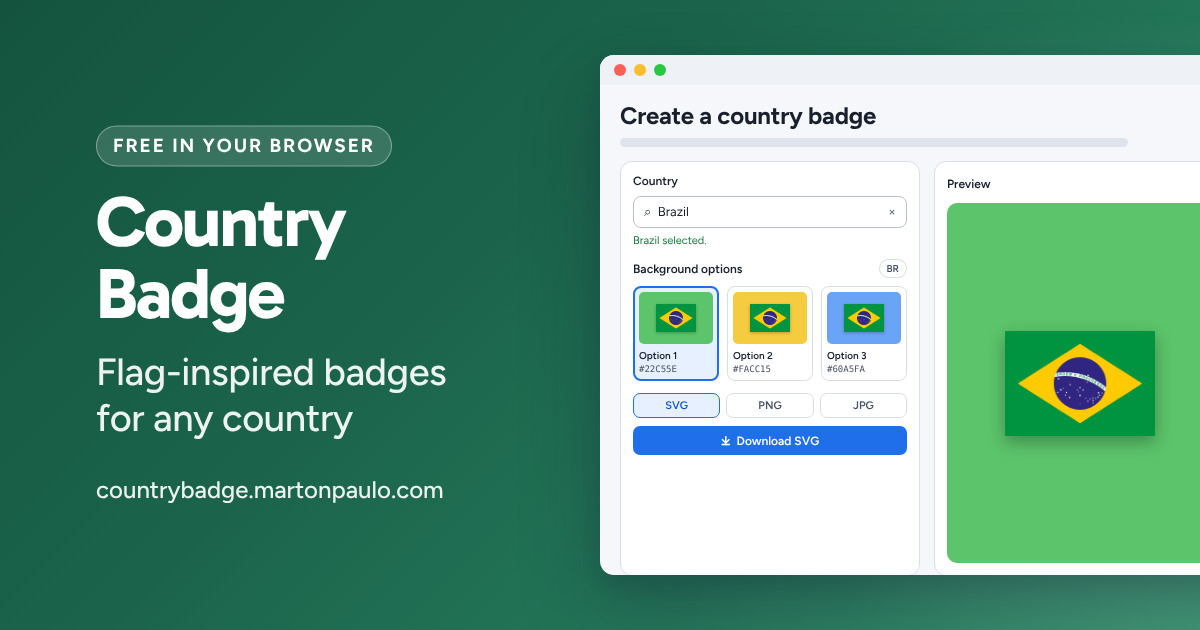 FREE IN YOUR BROWSER
Country
Badge
Flag-inspired badges
for any country
countrybadge.martonpaulo.com
Create a country badge
Country
Brazil ×
Brazil selected.
Background options BR
Option 1 Option 2 Option 3
#22C55E #FACC15 #60A5FA
SVG PNG JPG
Download SVG
Preview